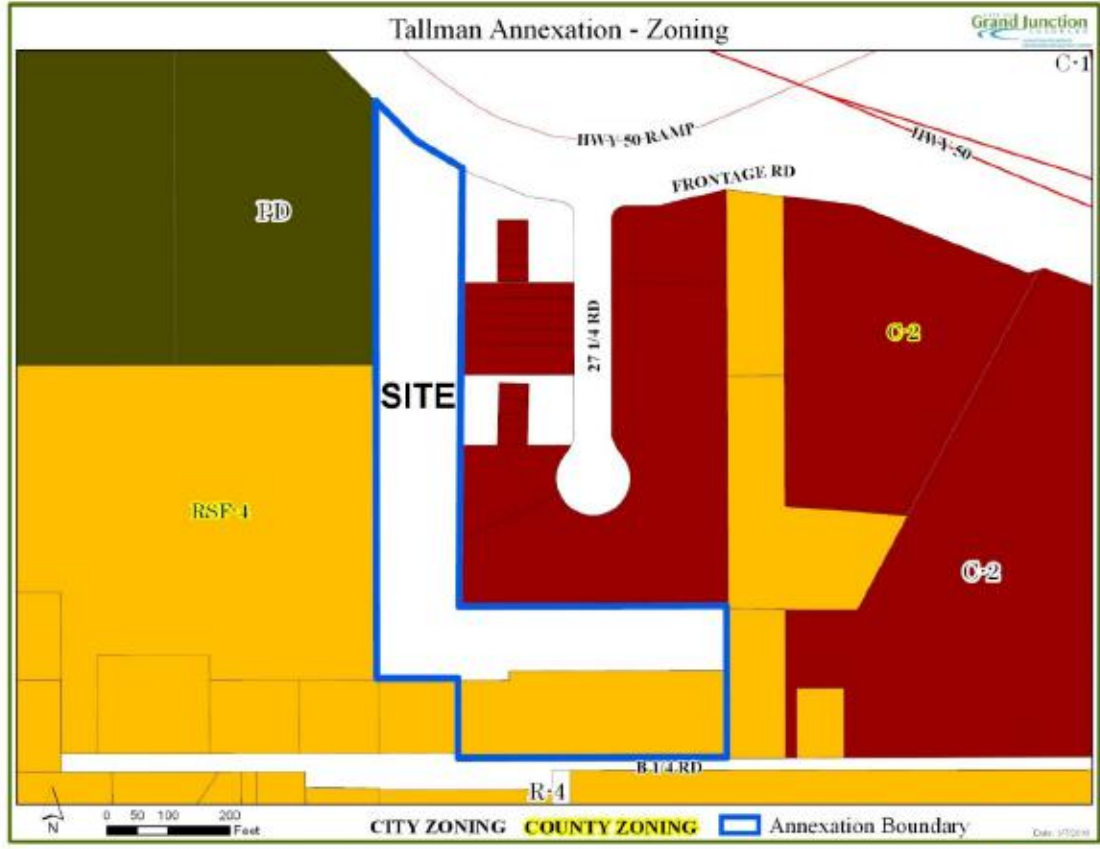 Tallman Annexation - Zoning
Grand Junction
COLORADO
C-1
HWY 50 RAMP
HWY 50
FRONTAGE RD
PD
27 1/4 RD
C-2
SITE
RSF-4
C-2
B 1/4 RD
R-4
N
0 50 100 200
Feet
CITY ZONING COUNTY ZONING Annexation Boundary